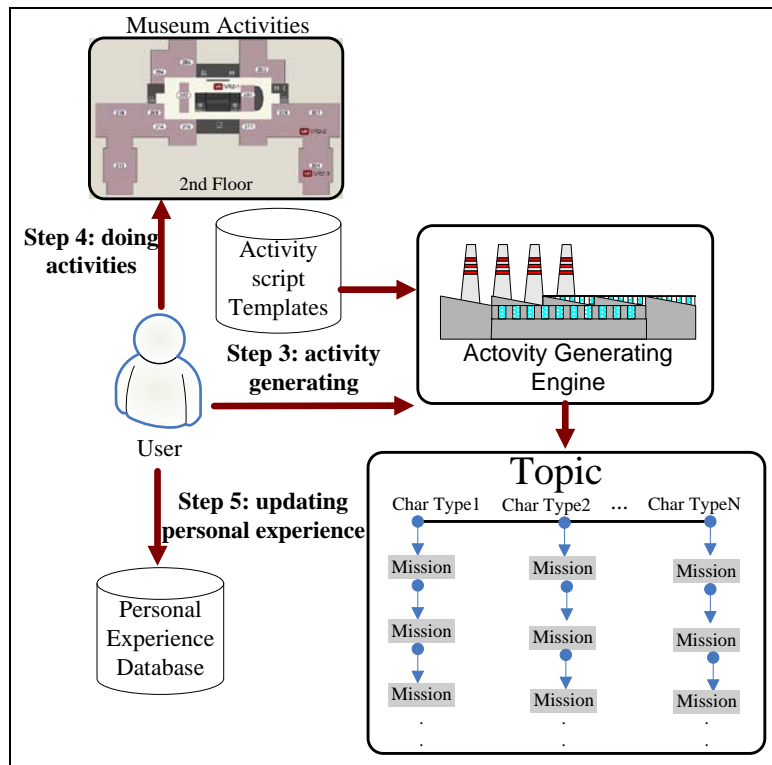 Museum Activities
2nd Floor
Step 4: doing
activities
Activity
script
Templates
Step 3: activity
generating
Actovity Generating
Engine
User
Step 5: updating
personal experience
Personal
Experience
Database
Topic
Char Type1 Char Type2 ... Char TypeN
Mission Mission Mission
Mission Mission Mission
Mission Mission Mission
. . .
. . .